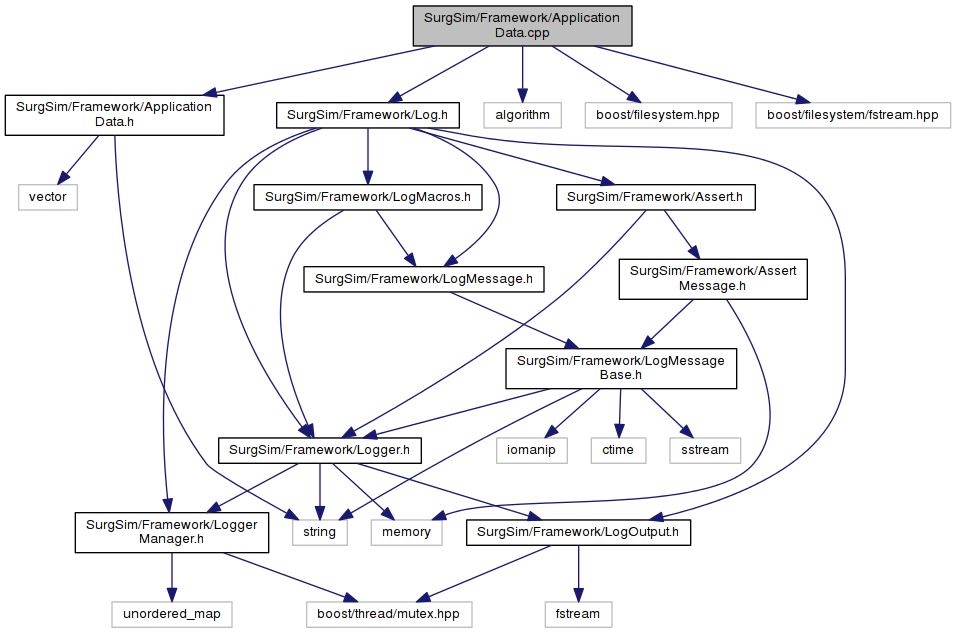 SurgSim/Framework/Application
Data.cpp
SurgSim/Framework/Application
Data.h
SurgSim/Framework/Log.h
algorithm
boost/filesystem.hpp
boost/filesystem/fstream.hpp
vector
SurgSim/Framework/LogMacros.h
SurgSim/Framework/Assert.h
SurgSim/Framework/LogMessage.h
SurgSim/Framework/Assert
Message.h
SurgSim/Framework/LogMessage
Base.h
SurgSim/Framework/Logger.h
iomanip
ctime
sstream
SurgSim/Framework/Logger
Manager.h
string
memory
SurgSim/Framework/LogOutput.h
unordered_map
boost/thread/mutex.hpp
fstream